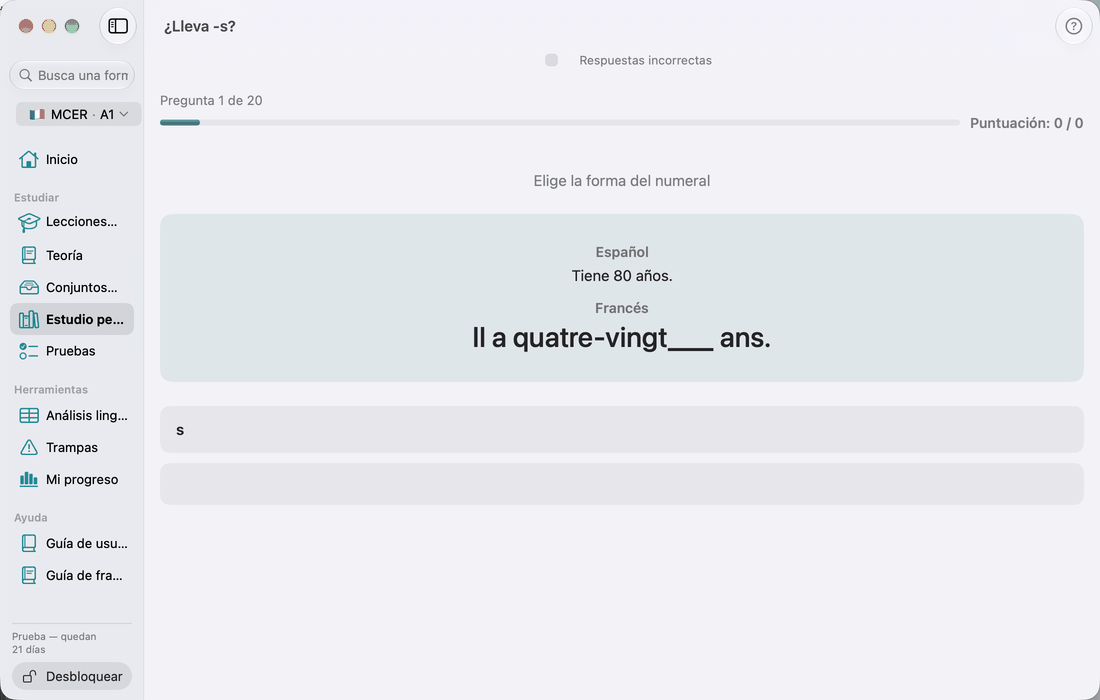 ¿Lleva -s?
Respuestas incorrectas
Busca una forn
MCER · A1
Inicio
Estudiar
Lecciones...
Teoría
Conjuntos...
Estudio pe...
Pruebas
Herramientas
Análisis ling...
Trampas
Mi progreso
Ayuda
Guía de usu...
Guía de fra...
Prueba — quedan
21 días
Desbloquear
Pregunta 1 de 20
Puntuación: 0 / 0
Elige la forma del numeral
Español
Tiene 80 años.
Francés
Il a quatre-vingt___ ans.
s